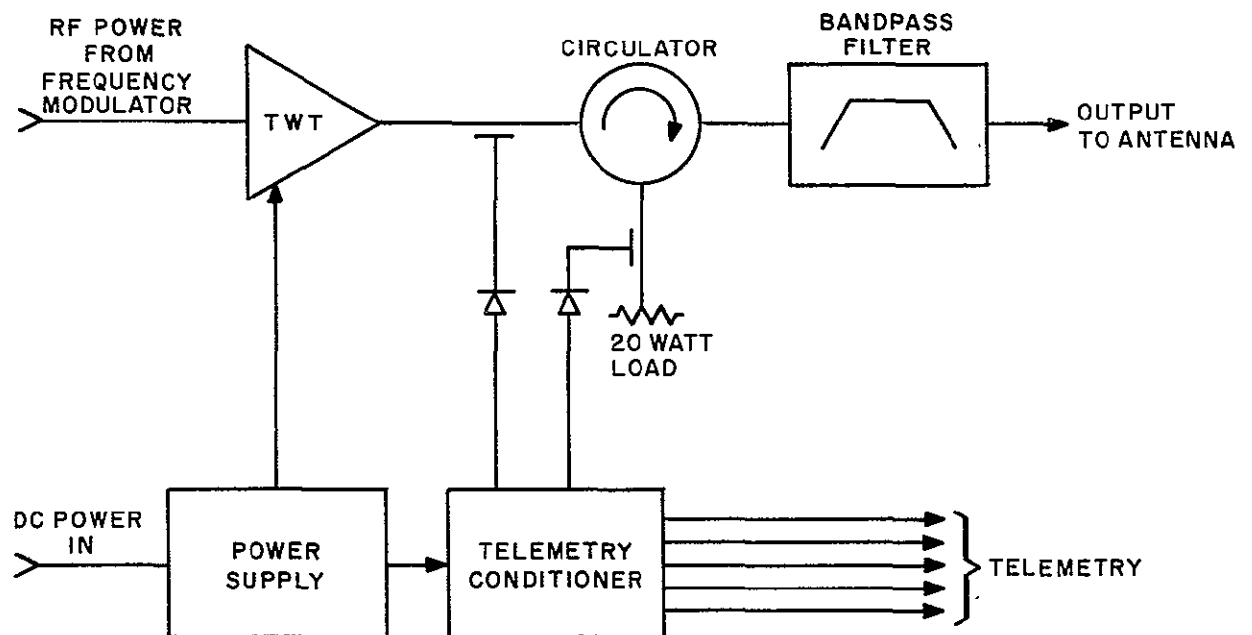 RF POWER
FROM
FREQUENCY
MODULATOR
TWT
CIRCULATOR
BANDPASS
FILTER
OUTPUT
TO ANTENNA
20 WATT
LOAD
DC POWER
IN
POWER
SUPPLY
TELEMETRY
CONDITIONER
TELEMETRY